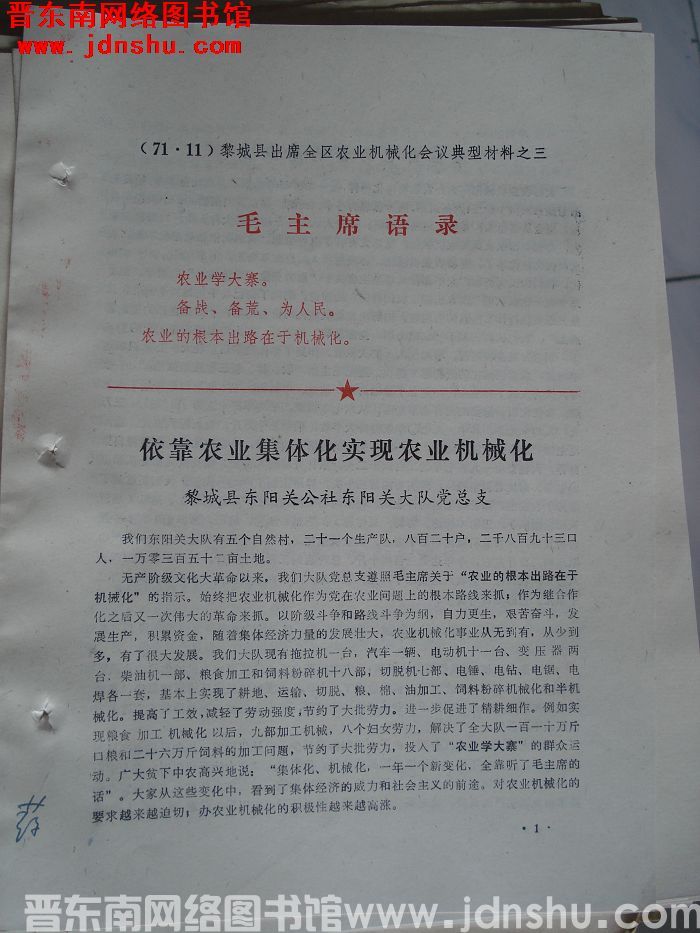 晋东南网络图书馆
www.jdnshu.com
（71·11）黎城县出席全区农业机械化会议典型材料之三
毛主席语录
农业学大寨。
备战、备荒、为人民。
农业的根本出路在于机械化。
依靠农业集体化实现农业机械化
黎城县东阳关公社东阳关大队党总支
我们东阳关大队有五个自然村，二十一个生产队，八百二十户，二千八百九十三口
人，一万零三百五十二亩土地。
无产阶级文化大革命以来，我们大队党总支遵照毛主席关于“农业的根本出路在于
机械化”的指示。始终把农业机械化作为党在农业问题上的根本路线来抓；作为继合作
化之后又一次伟大的革命来抓。以阶级斗争和路线斗争为纲，自力更生，艰苦奋斗，发
展生产，积累资金，随着集体经济力量的发展壮大，农业机械化事业从无到有，从少到
多，有了很大发展。我们大队现有拖拉机一台，汽车一辆、电动机十一台、变压器两
台，柴油机一部、粮食加工和饲料粉碎机十八部，切脱机七部、电锤、电钻、电锯、电
焊各一套，基本上实现了耕地、运输、切脱、粮、棉、油加工、饲料粉碎机械化和半机
械化。提高了工效，减轻了劳动强度，节约了大批劳力。进一步促进了精耕细作。例如实
现粮食加工机械化以后，九部加工机械，八个妇女劳力，解决了全大队一百一十万斤
口粮和二十六万斤饲料的加工问题，节约了大批劳力，投入了“农业学大寨”的群众运
动。广大贫下中农高兴地说：“集体化、机械化，一年一个新变化，全靠听了毛主席的
话”。大家从这些变化中，看到了集体经济的威力和社会主义的前途。对农业机械化的
要求越来越迫切；办农业机械化的积极性越来越高涨。
·1·
晋东南网络图书馆 www.jdnshu.com